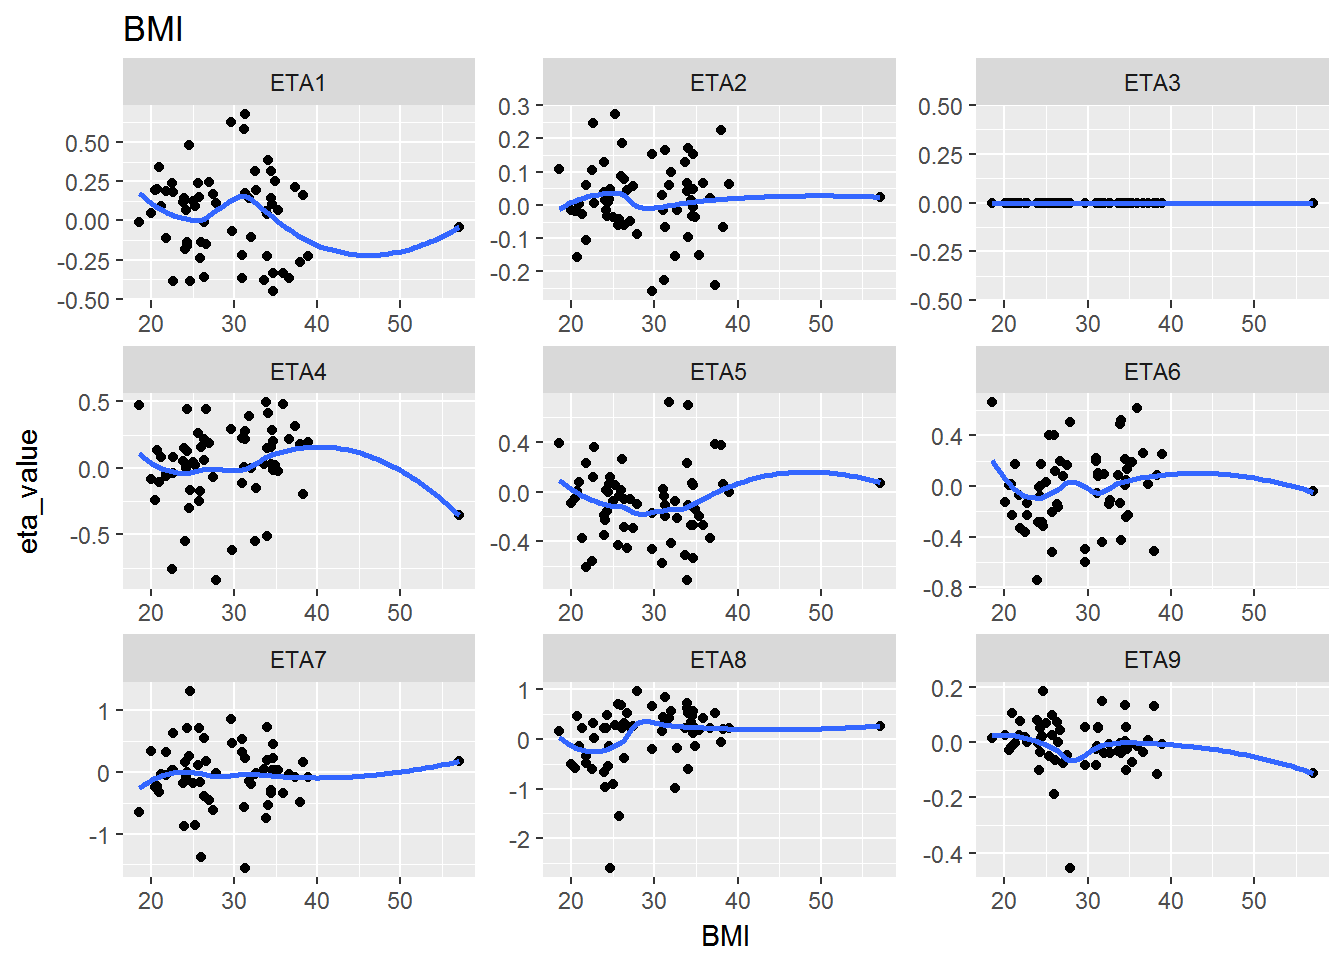 BMI
ETA1 ETA2 ETA3
0.50 0.3 0.50
0.25 0.2 0.25
0.00 0.1 0.00
-0.25 0.0 -0.25
-0.50 -0.1 -0.50
-0.2
20 30 40 50 20 30 40 50 20 30 40 50
ETA4 ETA5 ETA6
0.5 0.4 0.4
0.0 0.0 0.0
-0.5 -0.4 -0.4
-0.8
eta_value
20 30 40 50 20 30 40 50 20 30 40 50
ETA7 ETA8 ETA9
1 1 0.2
0 0 0.0
-1 -1 -0.2
-2 -0.4
20 30 40 50 20 30 40 50 20 30 40 50
BMI